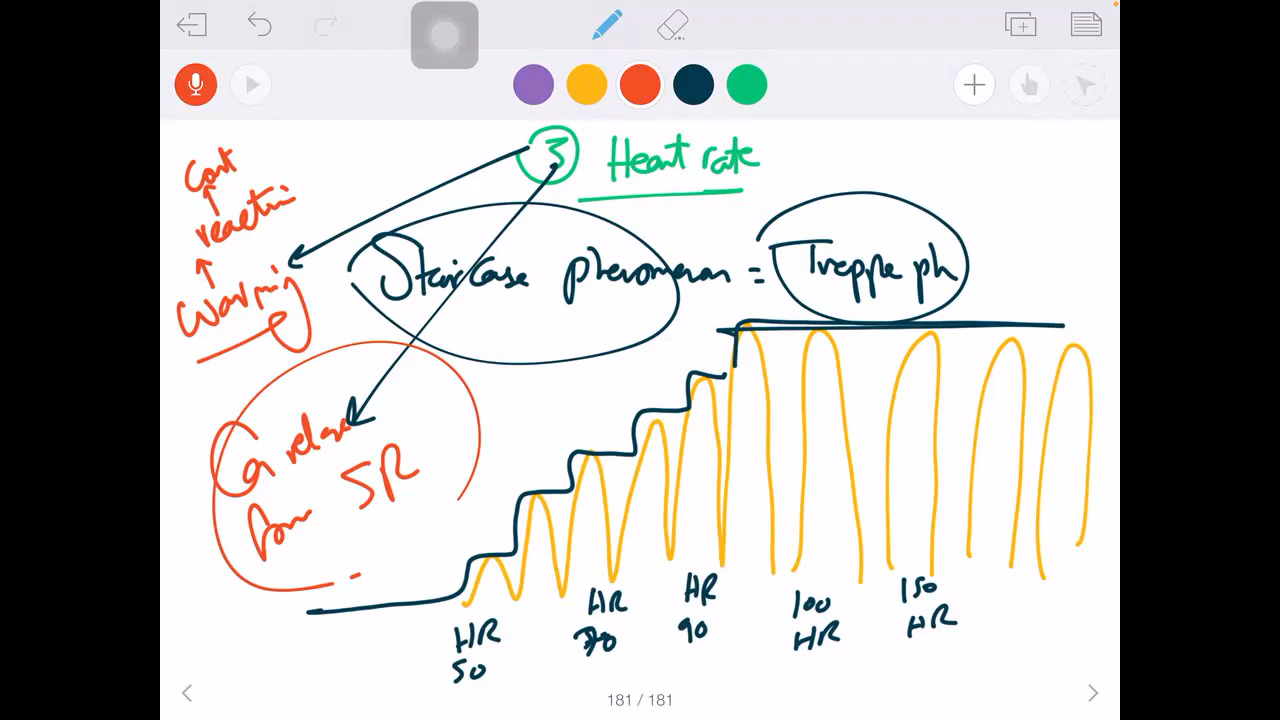 3 Heart rate
Staircase phenomenon = Treppe ph
Cont
reaction
Warming
Ca release
from SR
HR
50
HR
70
HR
90
100
HR
150
HR
181 / 181